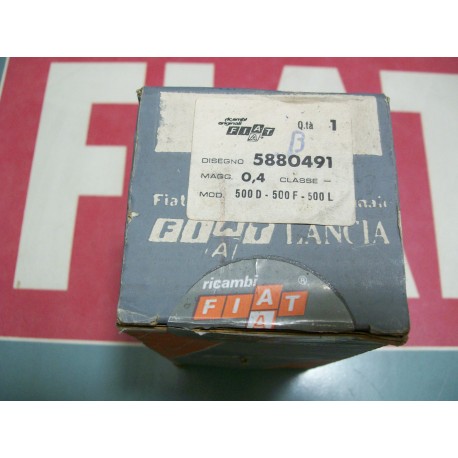 FIAT
ricambi
originali
FIAT
A
Q.tà 1
B
DISEGNO 5880491
MAGG. 0,4 CLASSE -
MOD. 500 D - 500 F - 500 L
Fiat
FIAT LANCIA
(A)
ricambi ®
FIAT
A